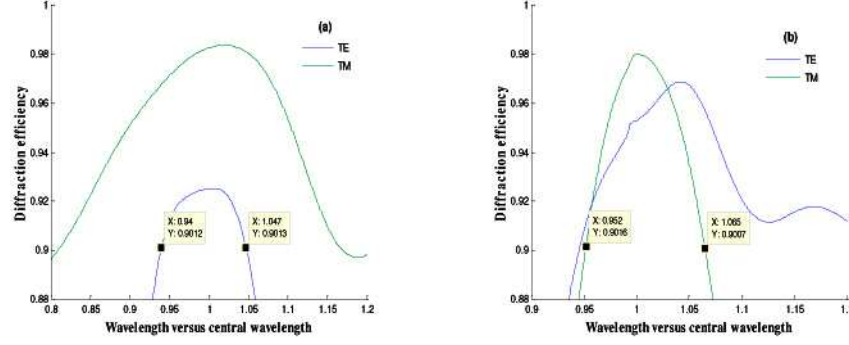 (a)
TE
TM
Diffraction efficiency
1
0.98
0.96
0.94
0.92
0.9
0.88
X: 0.94
Y: 0.9012
X: 1.047
Y: 0.9013
0.8
0.85
0.9
0.95
1
1.05
1.1
1.15
1.2
Wavelength versus central wavelength
(b)
TE
TM
Diffraction efficiency
1
0.98
0.96
0.94
0.92
0.9
0.88
X: 0.952
Y: 0.9016
X: 1.065
Y: 0.9007
0.9
0.95
1
1.05
1.1
1.15
Wavelength versus central wavelength